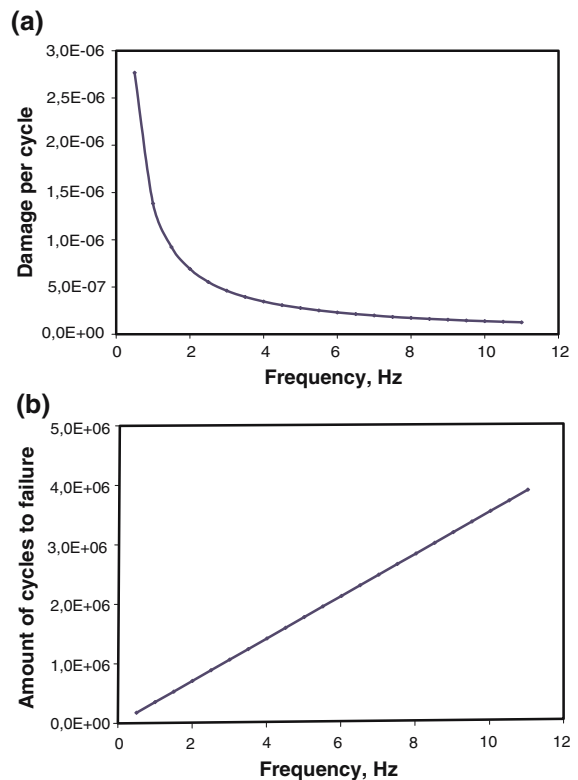 (a)
3,0E-06
2,5E-06
2,0E-06
1,5E-06
1,0E-06
5,0E-07
0,0E+00
Damage per cycle
0 2 4 6 8 10 12
Frequency, Hz
(b)
5,0E+06
4,0E+06
3,0E+06
2,0E+06
1,0E+06
0,0E+00
Amount of cycles to failure
0 2 4 6 8 10 12
Frequency, Hz